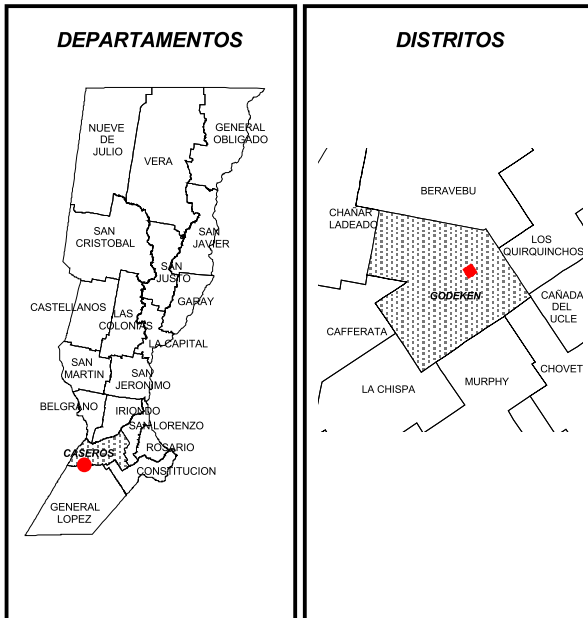 DEPARTAMENTOS
NUEVE
DE
JULIO
VERA
GENERAL
OBLIGADO
SAN
CRISTOBAL
SAN
JAVIER
SAN
JUSTO
CASTELLANOS
LAS
COLONIAS
GARAY
LA CAPITAL
SAN
MARTIN
SAN
JERONIMO
BELGRANO
IRIONDO
SAN LORENZO
CASEROS
ROSARIO
CONSTITUCION
GENERAL
LOPEZ
DISTRITOS
BERAVEBU
CHAÑAR
LADEADO
LOS
QUIRQUINCHOS
GODEKEN
CAÑADA
DEL
UCLE
CAFFERATA
CHOVET
LA CHISPA
MURPHY